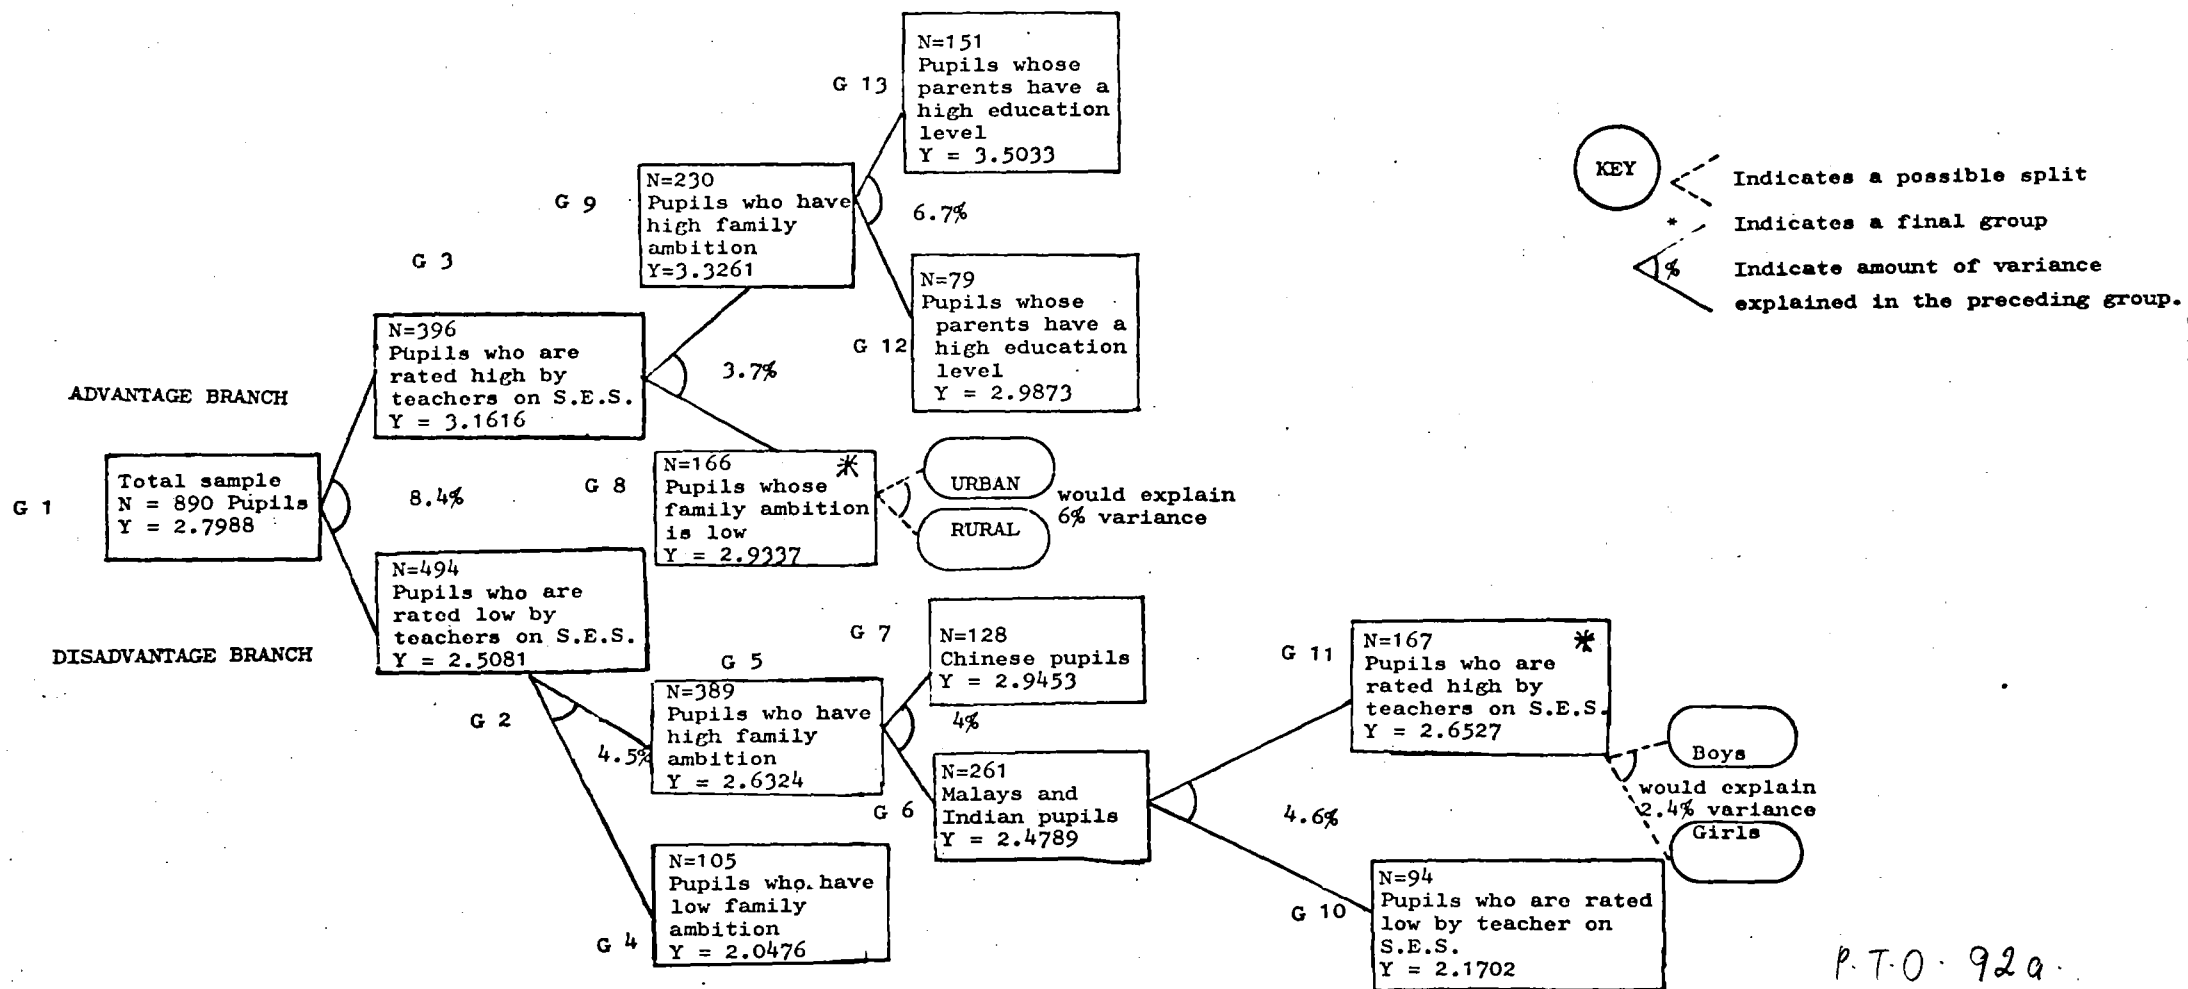 N=151
Pupils whose
parents have a
high education
level
Y = 3.5033
G 13
N=230
Pupils who have
high family
ambition
Y=3.3261
G 9
6.7%
N=79
Pupils whose
parents have a
high education
level
Y = 2.9873
G 12
KEY
Indicates a possible split
* Indicates a final group
% Indicate amount of variance
explained in the preceding group.
G 3
N=396
Pupils who are
rated high by
teachers on S.E.S.
Y = 3.1616
3.7%
ADVANTAGE BRANCH
G 1
Total sample
N = 890 Pupils
Y = 2.7988
8.4%
G 8
N=166 *
Pupils whose
family ambition
is low
Y = 2.9337
URBAN
RURAL
would explain
6% variance
N=494
Pupils who are
rated low by
teachers on S.E.S.
Y = 2.5081
DISADVANTAGE BRANCH
G 2
4.5%
G 5
N=389
Pupils who have
high family
ambition
Y = 2.6324
G 7
N=128
Chinese pupils
Y = 2.9453
4%
G 6
N=261
Malays and
Indian pupils
Y = 2.4789
G 4
N=105
Pupils who have
low family
ambition
Y = 2.0476
4.6%
G 11
N=167 *
Pupils who are
rated high by
teachers on S.E.S.
Y = 2.6527
Boys
would explain
2.4% variance
Girls
G 10
N=94
Pupils who are rated
low by teacher on
S.E.S.
Y = 2.1702
P.T.O. 92a.